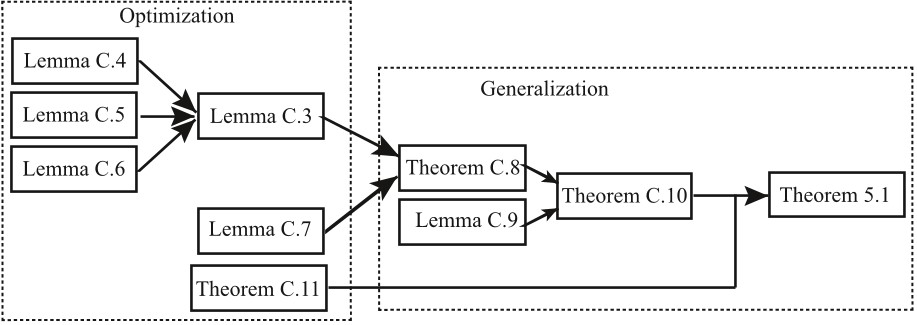 Optimization
Lemma C.4
Lemma C.5
Lemma C.6
Lemma C.3
Lemma C.7
Theorem C.11
Generalization
Theorem C.8
Lemma C.9
Theorem C.10
Theorem 5.1